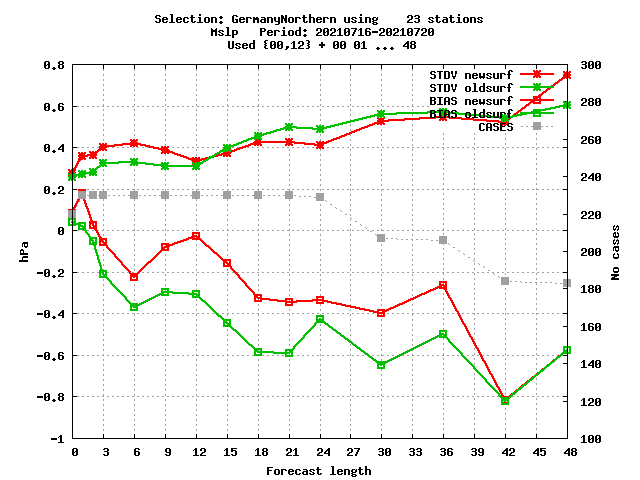 Selection: GermanyNorthern using    23 stations
Mslp   Period: 20210716-20210720
Used {00,12} + 00 01 ... 48
0.8
0.6
0.4
0.2
0
-0.2
-0.4
-0.6
-0.8
-1
hPa
STDV newsurf
STDV oldsurf
BIAS newsurf
BIAS oldsurf
CASES
300
280
260
240
220
200
180
160
140
120
100
No cases
0 3 6 9 12 15 18 21 24 27 30 33 36 39 42 45 48
Forecast length